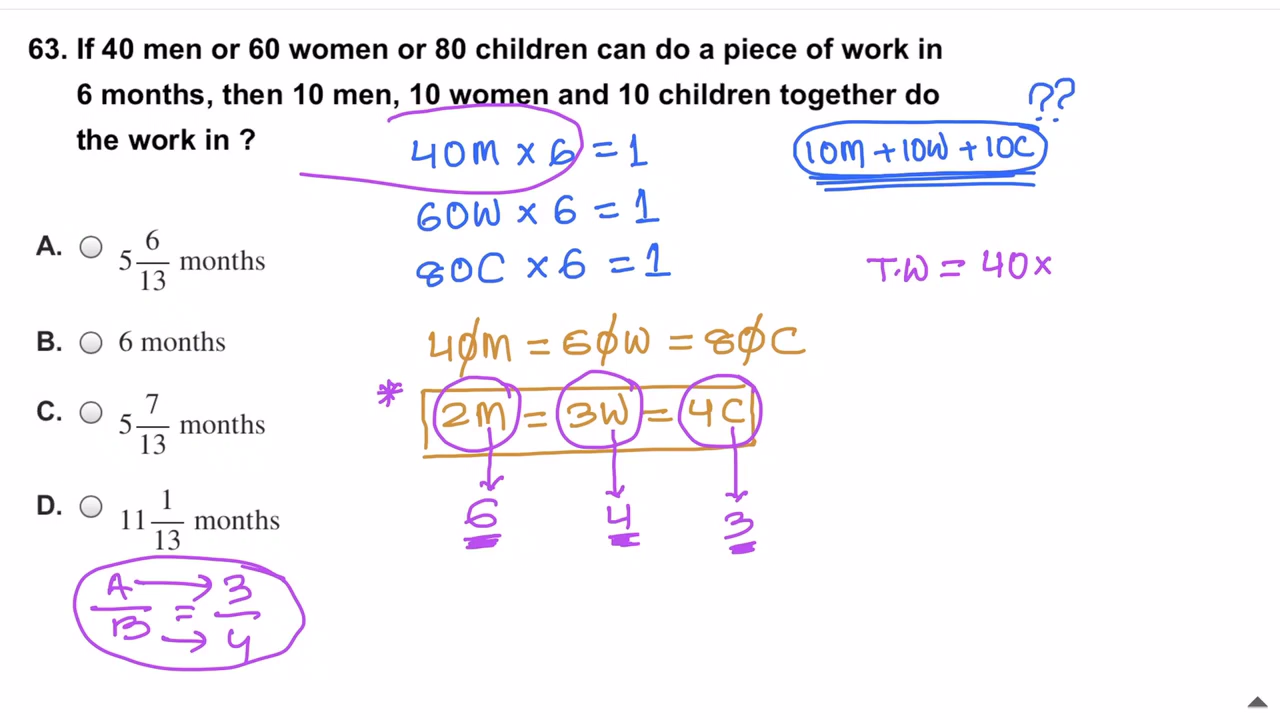 63. If 40 men or 60 women or 80 children can do a piece of work in
6 months, then 10 men, 10 women and 10 children together do
the work in ?
??
40M × 6 = 1
10M + 10W + 10C
60W × 6 = 1
80C × 6 = 1
T.W = 40×
A. 5 6/13 months
B. 6 months
C. 5 7/13 months
D. 11 1/13 months
40M = 60W = 80C
* 2M = 3W = 4C
6 4 3
A/B = 3/4